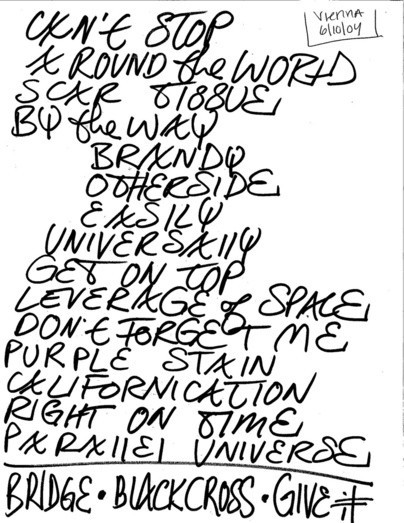 VIENNA
6/10/04
CAN'T STOP
AROUND the WORLD
SCAR TISSUE
BY the WAY
BRANDY
OTHERSIDE
EASILY
UNIVERSALLY
GET ON TOP
LEVERAGE of SPACE
DON'T FORGET ME
PURPLE STAIN
CALIFORNICATION
RIGHT ON TIME
PARALLEL UNIVERSE
BRIDGE • BLACKCROSS • GIVE it